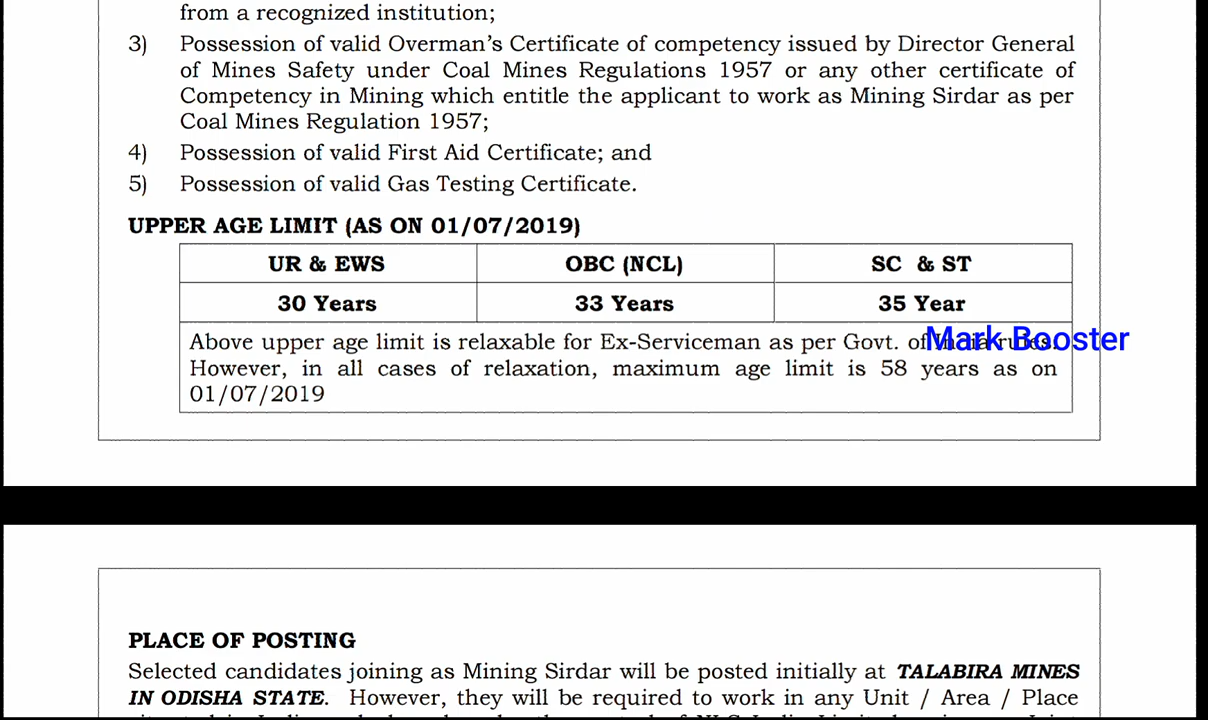 from a recognized institution;
3) Possession of valid Overman's Certificate of competency issued by Director General
of Mines Safety under Coal Mines Regulations 1957 or any other certificate of
Competency in Mining which entitle the applicant to work as Mining Sirdar as per
Coal Mines Regulation 1957;
4) Possession of valid First Aid Certificate; and
5) Possession of valid Gas Testing Certificate.
UPPER AGE LIMIT (AS ON 01/07/2019)
UR & EWS OBC (NCL) SC & ST
30 Years 33 Years 35 Year
Above upper age limit is relaxable for Ex-Serviceman as per Govt. of India rules.
Mark Booster
However, in all cases of relaxation, maximum age limit is 58 years as on
01/07/2019
PLACE OF POSTING
Selected candidates joining as Mining Sirdar will be posted initially at TALABIRA MINES
IN ODISHA STATE. However, they will be required to work in any Unit / Area / Place